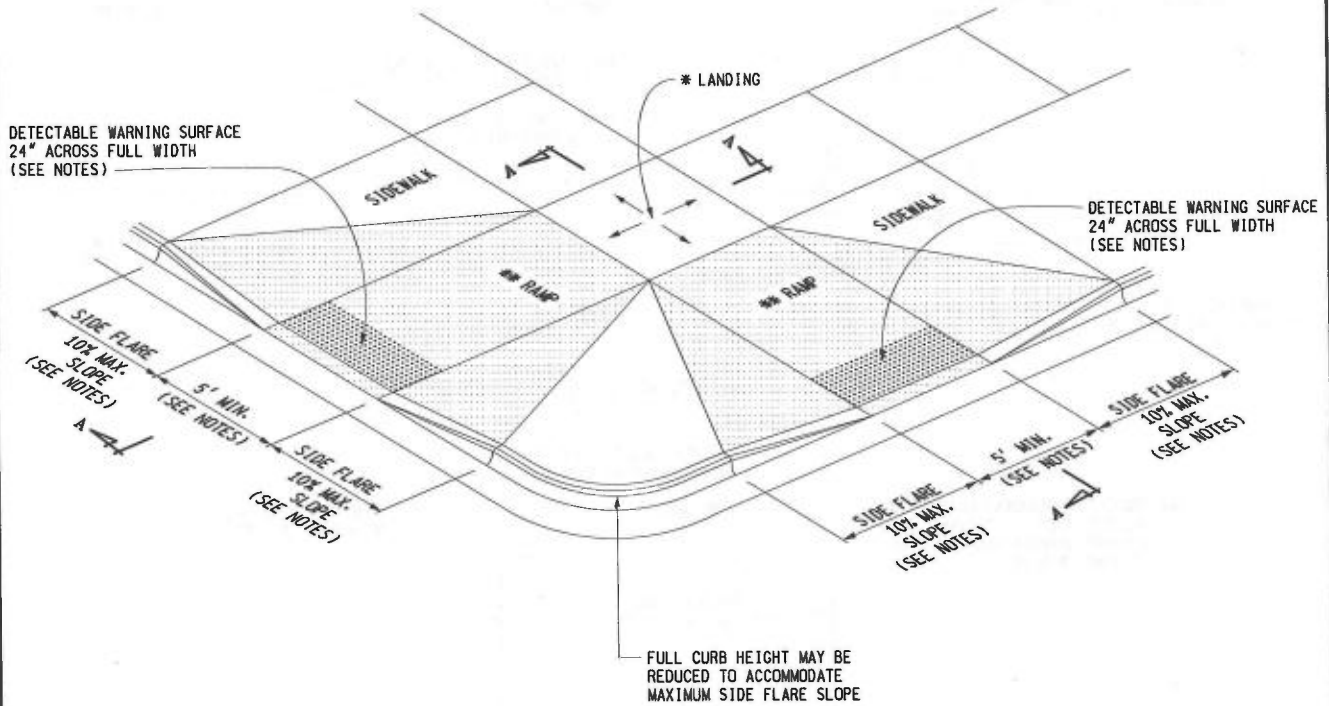 * LANDING
DETECTABLE WARNING SURFACE
24" ACROSS FULL WIDTH
(SEE NOTES)
A
A
SIDEWALK
SIDEWALK
DETECTABLE WARNING SURFACE
24" ACROSS FULL WIDTH
(SEE NOTES)
** RAMP
** RAMP
SIDE FLARE
10% MAX.
SLOPE
(SEE NOTES)
5' MIN.
(SEE NOTES)
A
SIDE FLARE
10% MAX.
SLOPE
(SEE NOTES)
SIDE FLARE
10% MAX.
SLOPE
(SEE NOTES)
5' MIN.
(SEE NOTES)
A
SIDE FLARE
10% MAX.
SLOPE
(SEE NOTES)
FULL CURB HEIGHT MAY BE
REDUCED TO ACCOMMODATE
MAXIMUM SIDE FLARE SLOPE